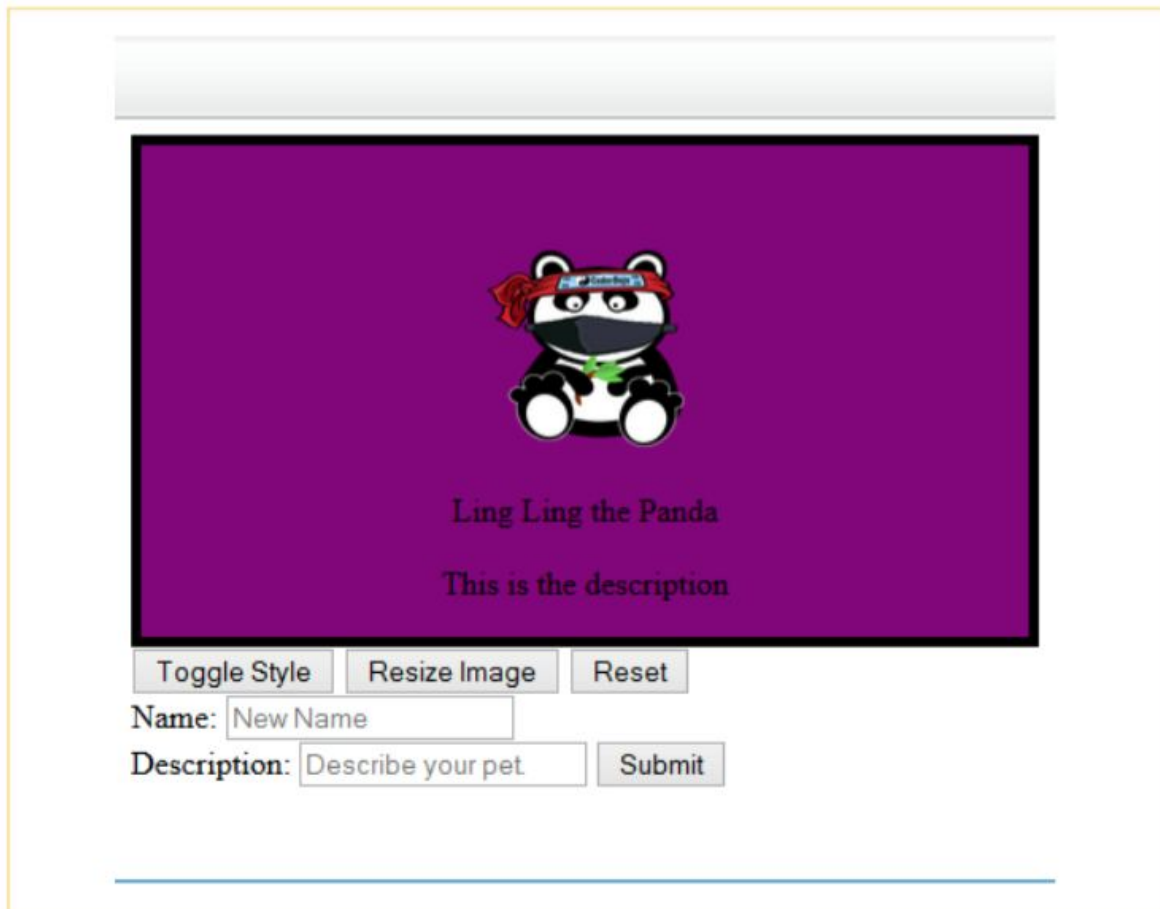 Ling Ling the Panda
This is the description
Toggle Style Resize Image Reset
Name: New Name
Description: Describe your pet. Submit